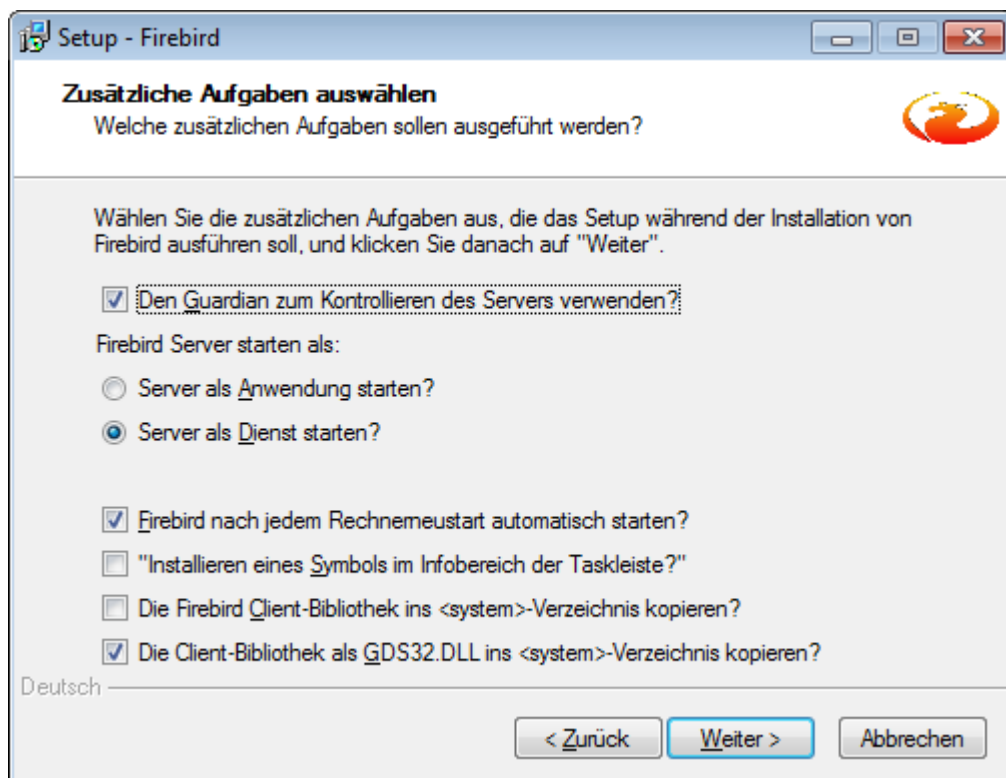 Setup - Firebird
Zusätzliche Aufgaben auswählen
Welche zusätzlichen Aufgaben sollen ausgeführt werden?
Wählen Sie die zusätzlichen Aufgaben aus, die das Setup während der Installation von
Firebird ausführen soll, und klicken Sie danach auf "Weiter".
Den Guardian zum Kontrollieren des Servers verwenden?
Firebird Server starten als:
Server als Anwendung starten?
Server als Dienst starten?
Firebird nach jedem Rechnerneustart automatisch starten?
"Installieren eines Symbols im Infobereich der Taskleiste?"
Die Firebird Client-Bibliothek ins <system>-Verzeichnis kopieren?
Die Client-Bibliothek als GDS32.DLL ins <system>-Verzeichnis kopieren?
Deutsch
< Zurück
Weiter >
Abbrechen